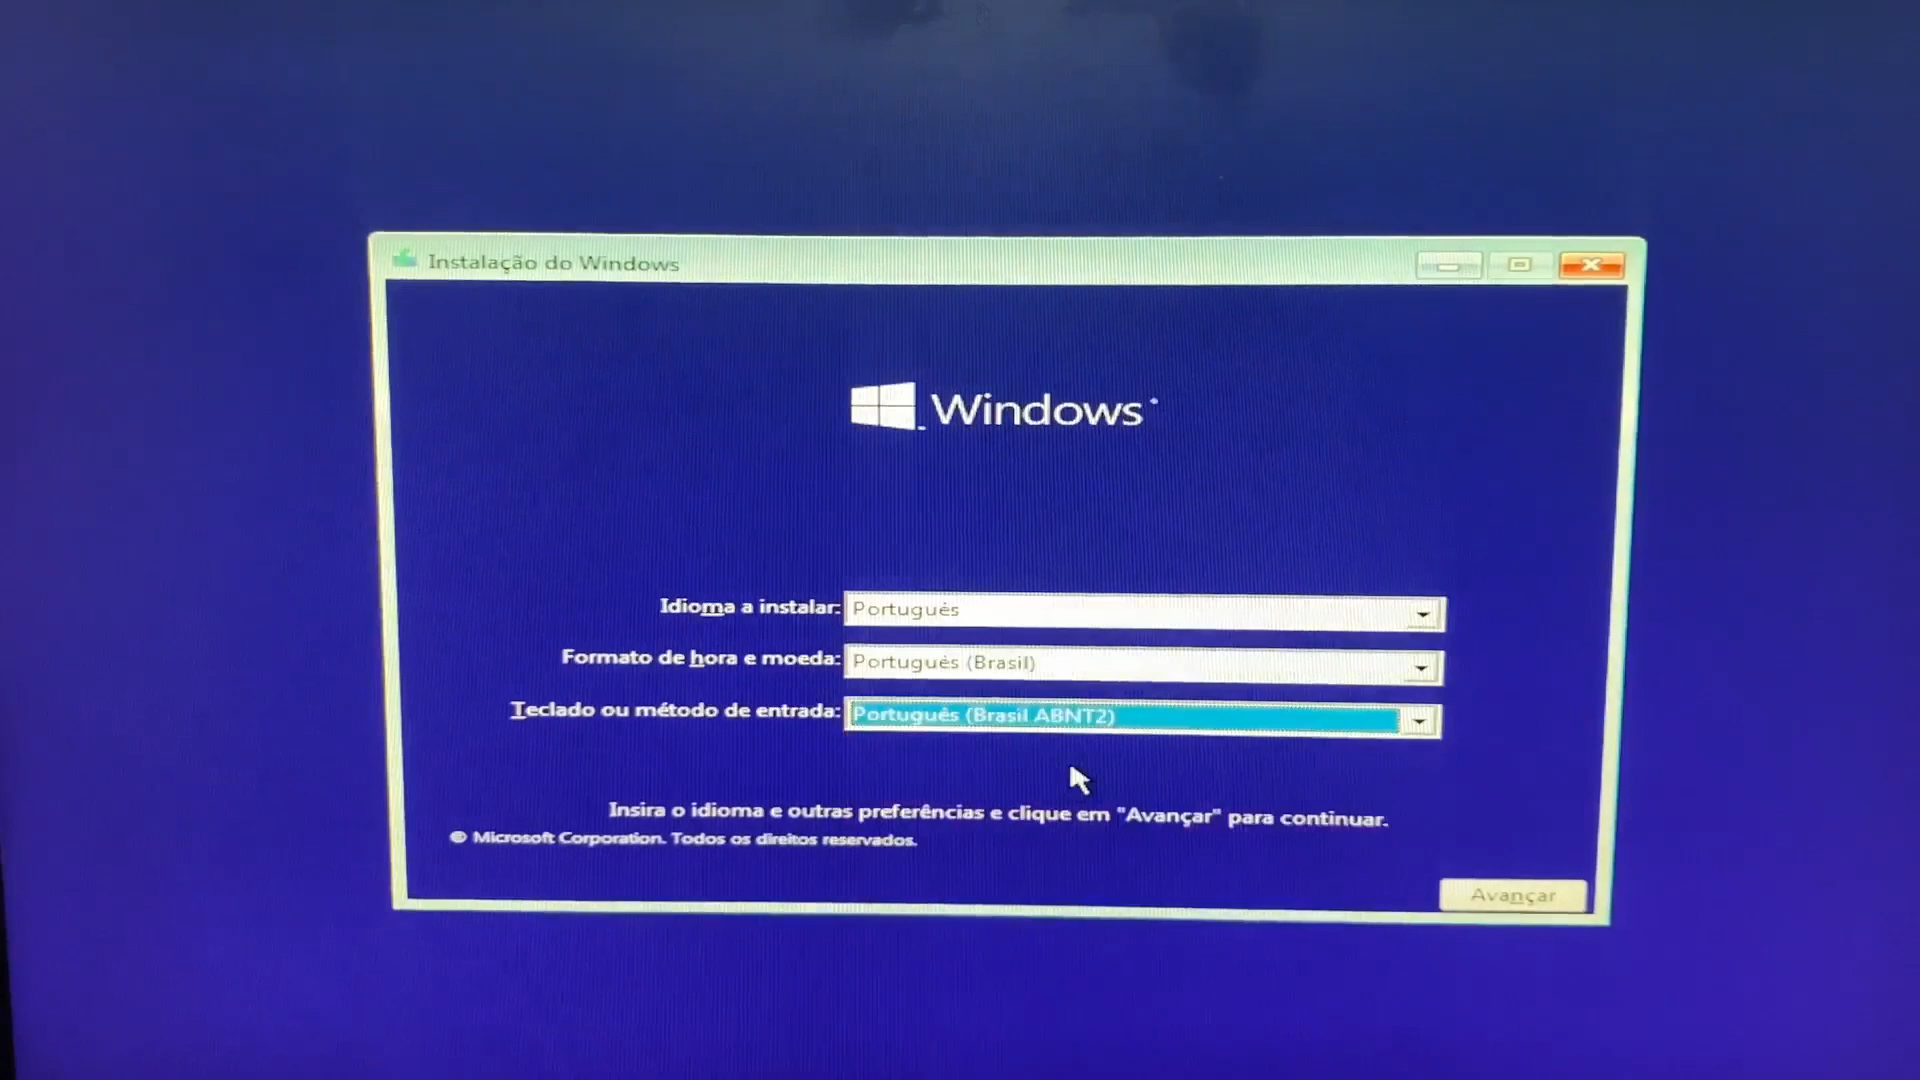 Instalação do Windows
Windows
Idioma a instalar: Português
Formato de hora e moeda: Português (Brasil)
Teclado ou método de entrada: Português (Brasil ABNT2)
Insira o idioma e outras preferências e clique em "Avançar" para continuar.
© Microsoft Corporation. Todos os direitos reservados.
Avançar